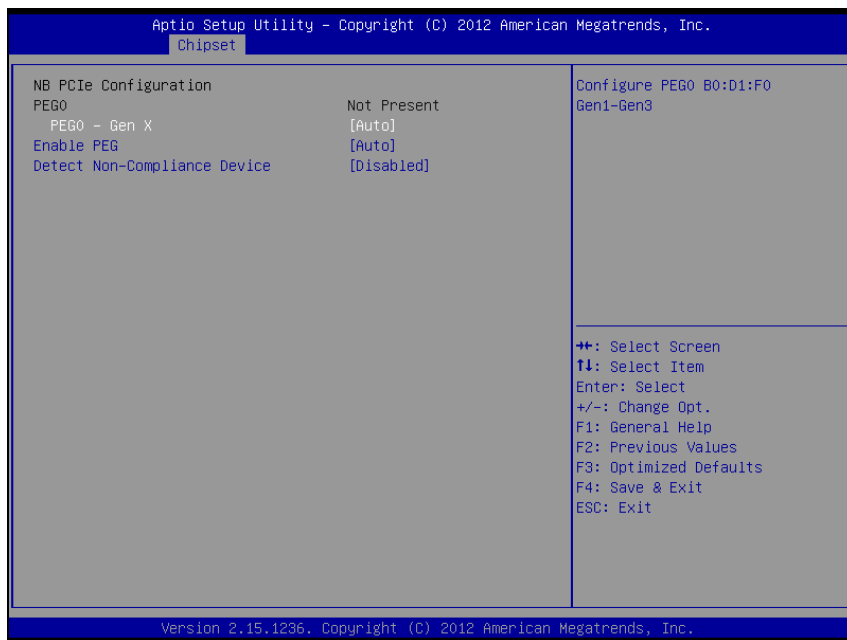 Aptio Setup Utility – Copyright (C) 2012 American Megatrends, Inc.
Chipset
NB PCIe Configuration
PEG0 Not Present
PEG0 – Gen X [Auto]
Enable PEG [Auto]
Detect Non-Compliance Device [Disabled]
Configure PEG0 B0:D1:F0
Gen1-Gen3
→←: Select Screen
↑↓: Select Item
Enter: Select
+/-: Change Opt.
F1: General Help
F2: Previous Values
F3: Optimized Defaults
F4: Save & Exit
ESC: Exit
Version 2.15.1236. Copyright (C) 2012 American Megatrends, Inc.